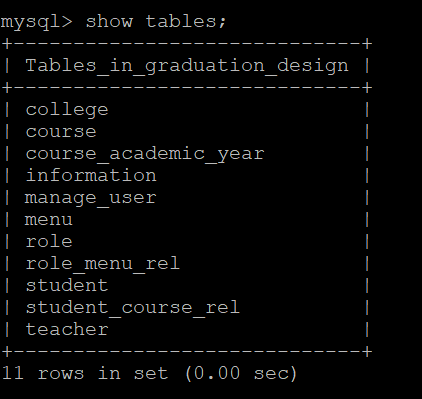 mysql> show tables;
+-----------------------------+
| Tables_in_graduation_design |
+-----------------------------+
| college                     |
| course                      |
| course_academic_year        |
| information                 |
| manage_user                 |
| menu                        |
| role                        |
| role_menu_rel               |
| student                     |
| student_course_rel          |
| teacher                     |
+-----------------------------+
11 rows in set (0.00 sec)